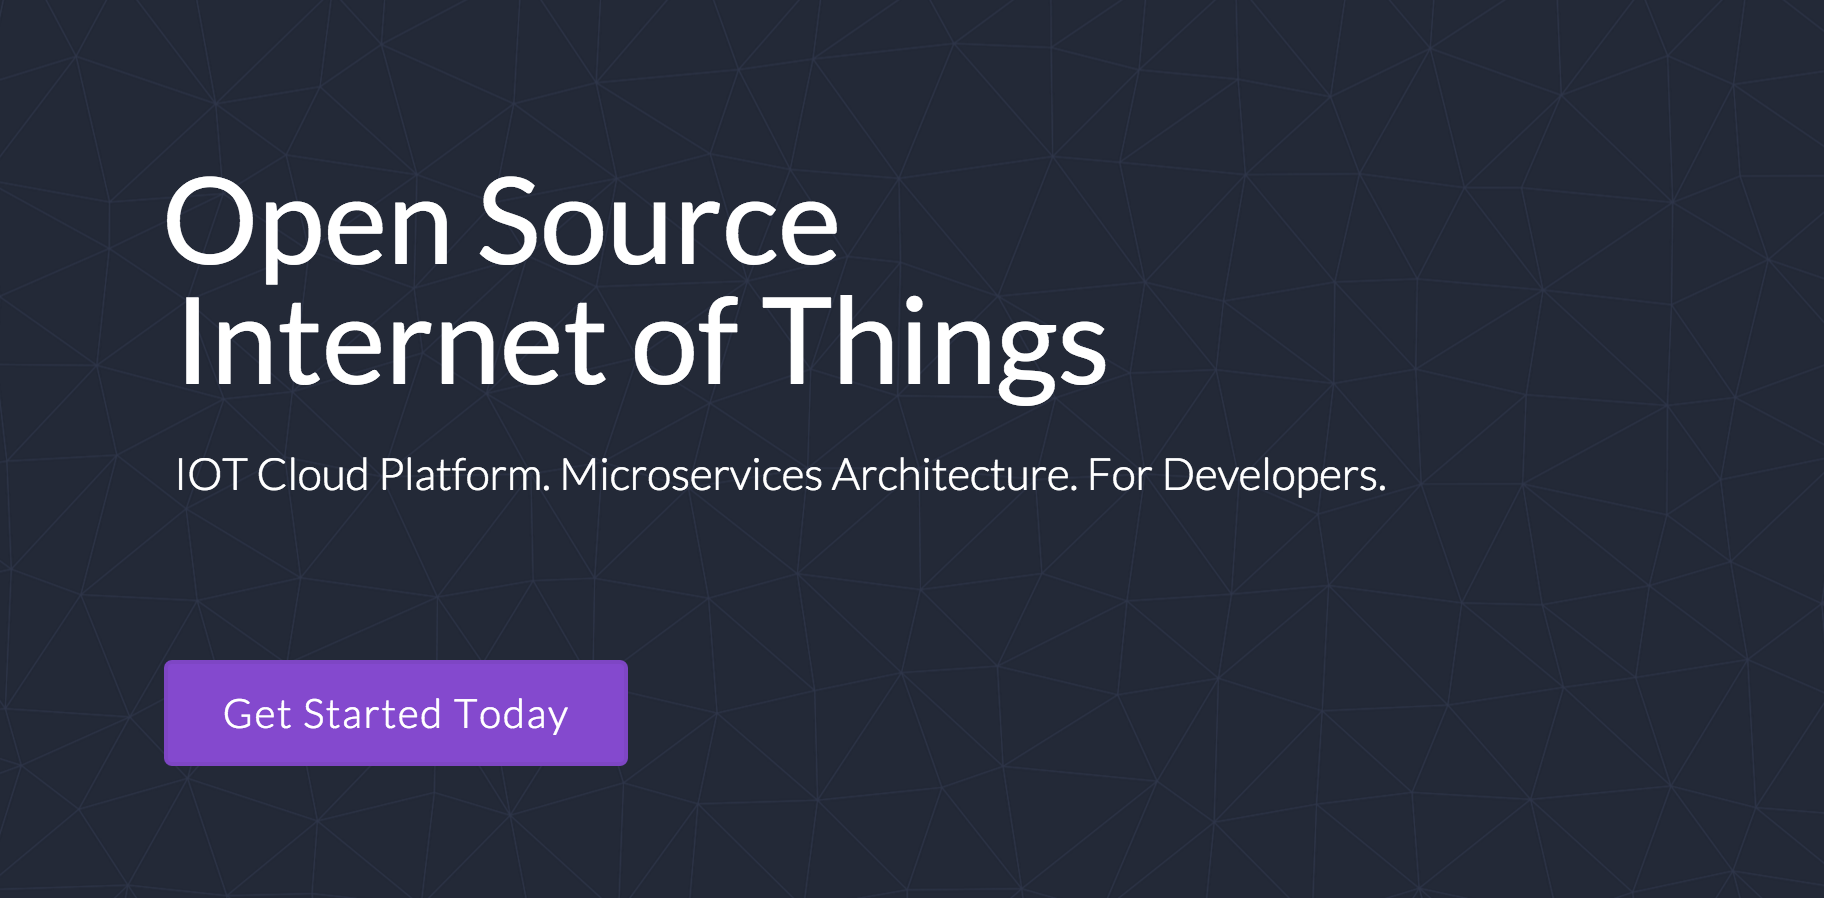 Open Source
Internet of Things
IOT Cloud Platform. Microservices Architecture. For Developers.
Get Started Today